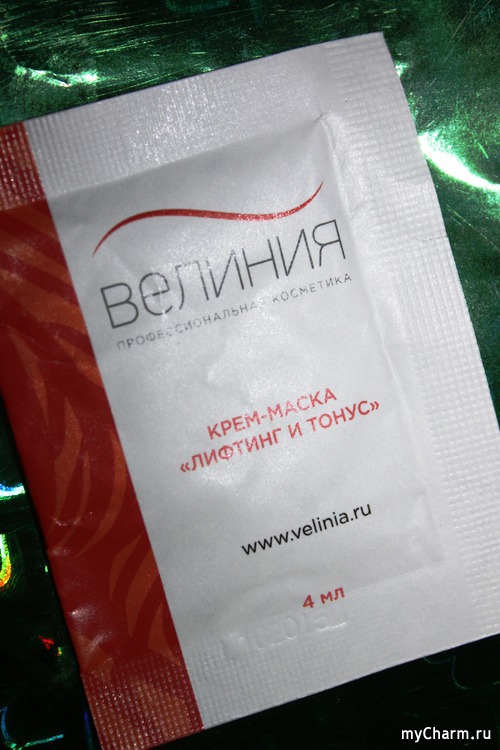 ВелиНИЯ
ПРОФЕССИОНАЛЬНАЯ КОСМЕТИКА
КРЕМ-МАСКА
«ЛИФТИНГ И ТОНУС»
www.velinia.ru
4 мл
myCharm.ru